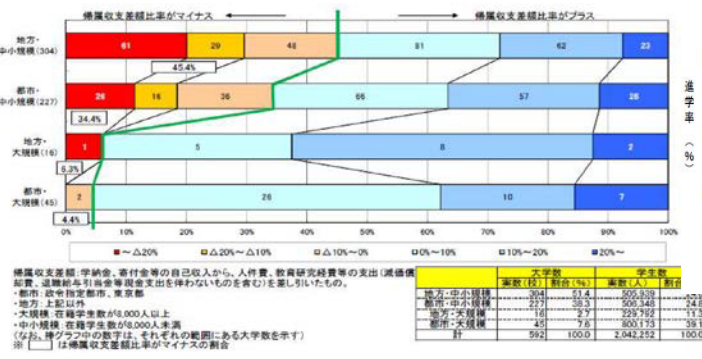 帰属収支差額比率がマイナス
帰属収支差額比率がプラス
地方・
中小規模(304)
61
29
48
81
62
23
45.4%
都市・
中小規模(227)
26
16
36
66
57
26
34.4%
地方・
大規模(16)
1
5
8
2
6.3%
都市・
大規模(45)
2
26
10
7
4.4%
0%
10%
20%
30%
40%
50%
60%
70%
80%
90%
100%
進学率(%)
～△20%
△20%～△10%
△10%～0%
0%～10%
10%～20%
20%～
帰属収支差額:学納金、寄付金等の自己収入から、人件費、教育研究経費等の支出(減価償
却費、退職給与引当金等現金支出を伴わないものを含む)を差し引いたもの。
・都市:政令指定都市、東京都
・地方:上記以外
・大規模:在籍学生数が8,000人以上
・中小規模:在籍学生数が8,000人未満
(なお、棒グラフ中の数字は、それぞれの範囲にある大学数を示す)
※ は帰属収支差額比率がマイナスの割合
大学数 学生数
実数(校) 割合(%) 実数(人) 割合
地方・中小規模 304 51.4 505,939
都市・中小規模 227 38.3 506,348 24.8
地方・大規模 16 2.7 229,792 11.3
都市・大規模 45 7.6 800,173 39.1
計 592 100.0 2,042,252 100.0